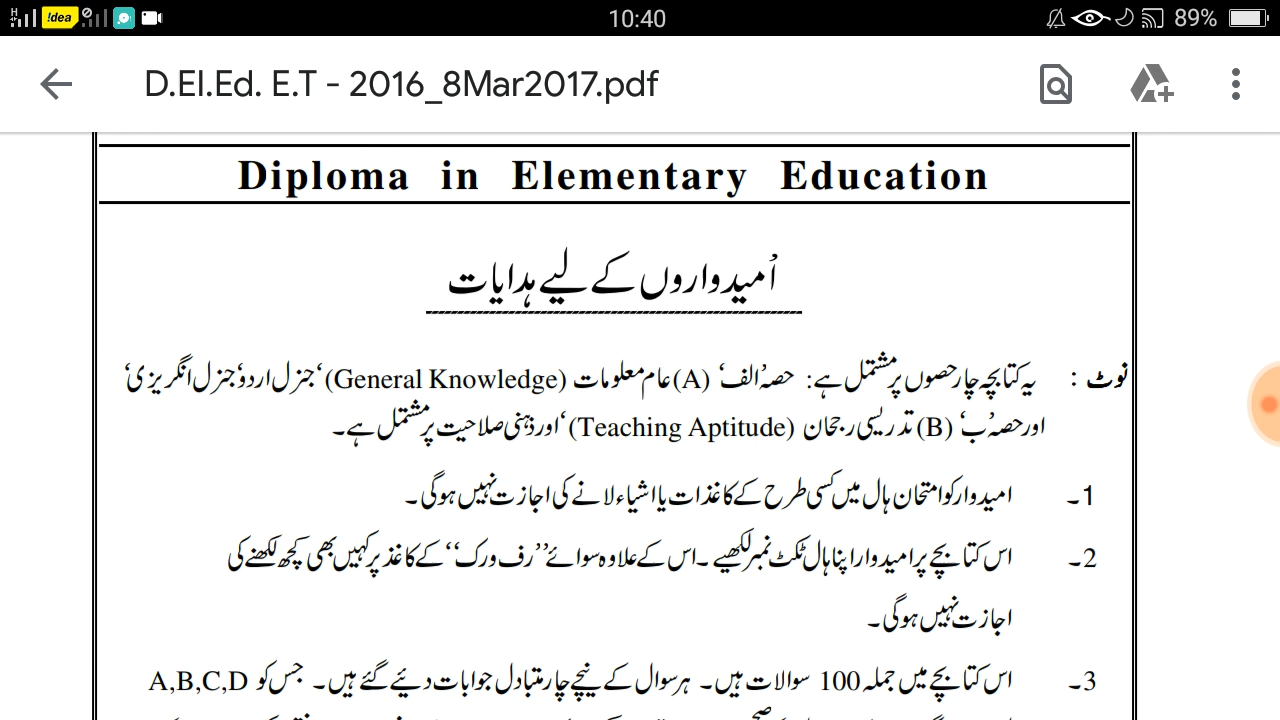 !dea 10:40 89%
D.El.Ed. E.T - 2016_8Mar2017.pdf
Diploma in Elementary Education
اُمیدواروں کے لیے ہدایات
نوٹ : یہ کتابچہ چار حصوں پر مشتمل ہے: حصہ ’الف‘ (A) عام معلومات (General Knowledge)‘ جنرل اردو‘ جنرل انگریزی‘
اور حصہ ’ب‘ (B) تدریسی رجحان (Teaching Aptitude)‘ اور ذہنی صلاحیت پر مشتمل ہے۔
1۔ امیدوار کو امتحان ہال میں کسی طرح کے کاغذات یا اشیاء لانے کی اجازت نہیں ہوگی۔
2۔ اس کتابچے پر امیدوار اپنا ہال ٹکٹ نمبر لکھیے۔ اس کے علاوہ سوائے ’’رف ورک‘‘ کے کاغذ پر کہیں بھی کچھ لکھنے کی
اجازت نہیں ہوگی۔
3۔ اس کتابچے میں جملہ 100 سوالات ہیں۔ ہر سوال کے نیچے چار متبادل جوابات دیئے گئے ہیں۔ جس کو A,B,C,D